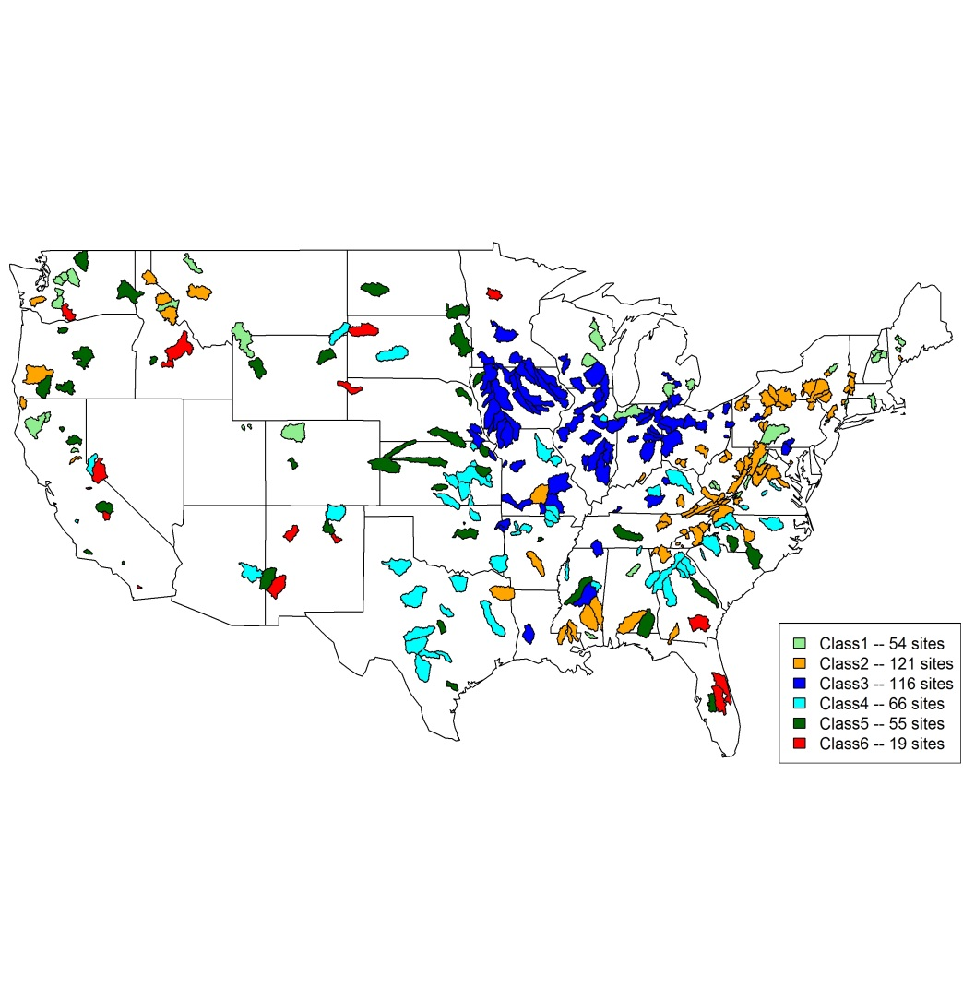 Class1 -- 54 sites
Class2 -- 121 sites
Class3 -- 116 sites
Class4 -- 66 sites
Class5 -- 55 sites
Class6 -- 19 sites